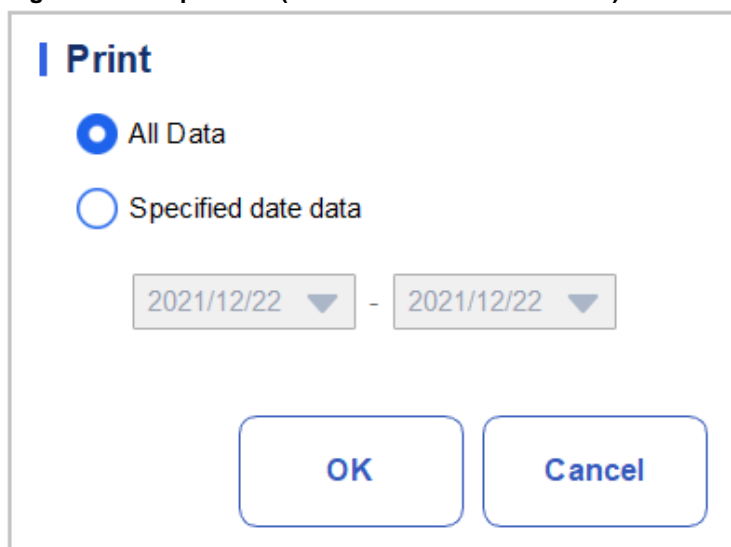 Print
All Data
Specified date data
2021/12/22 - 2021/12/22
OK Cancel